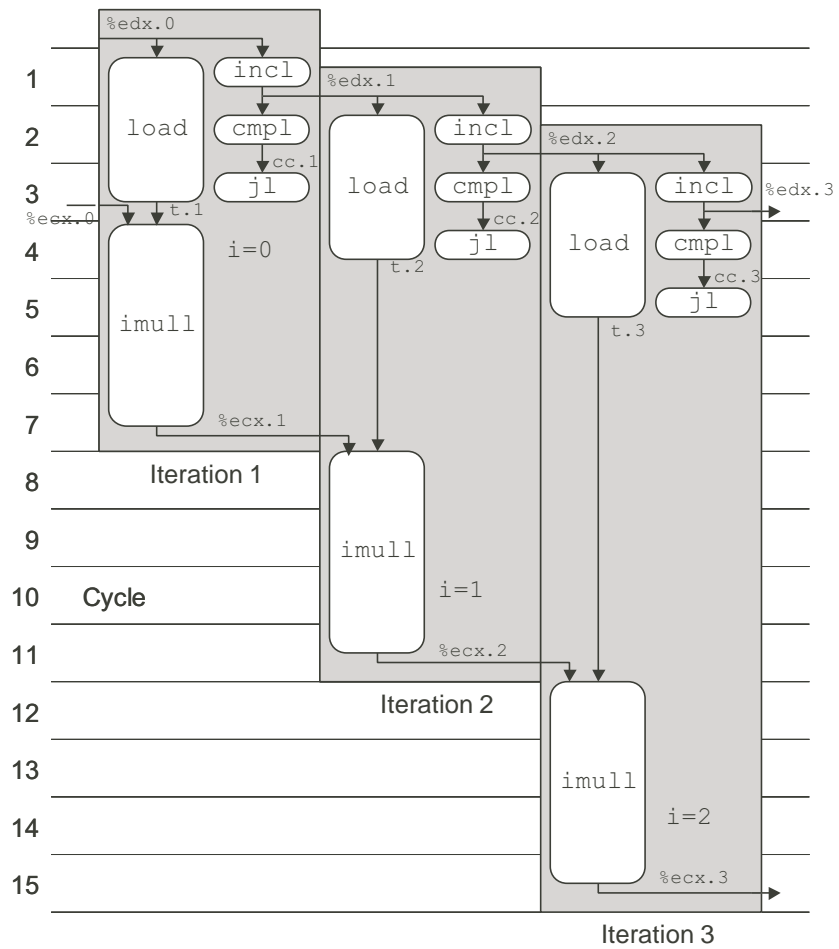 %edx.0
1
incl
%edx.1
load
2
cmpl
incl
%edx.2
cc.1
load
3
jl
cmpl
incl
%edx.3
%ecx.0
t.1
cc.2
load
4
i=0
jl
cmpl
t.2
cc.3
5
imull
jl
t.3
6
7
%ecx.1
Iteration 1
8
9
imull
10
Cycle
i=1
11
%ecx.2
Iteration 2
12
13
imull
14
i=2
15
%ecx.3
Iteration 3